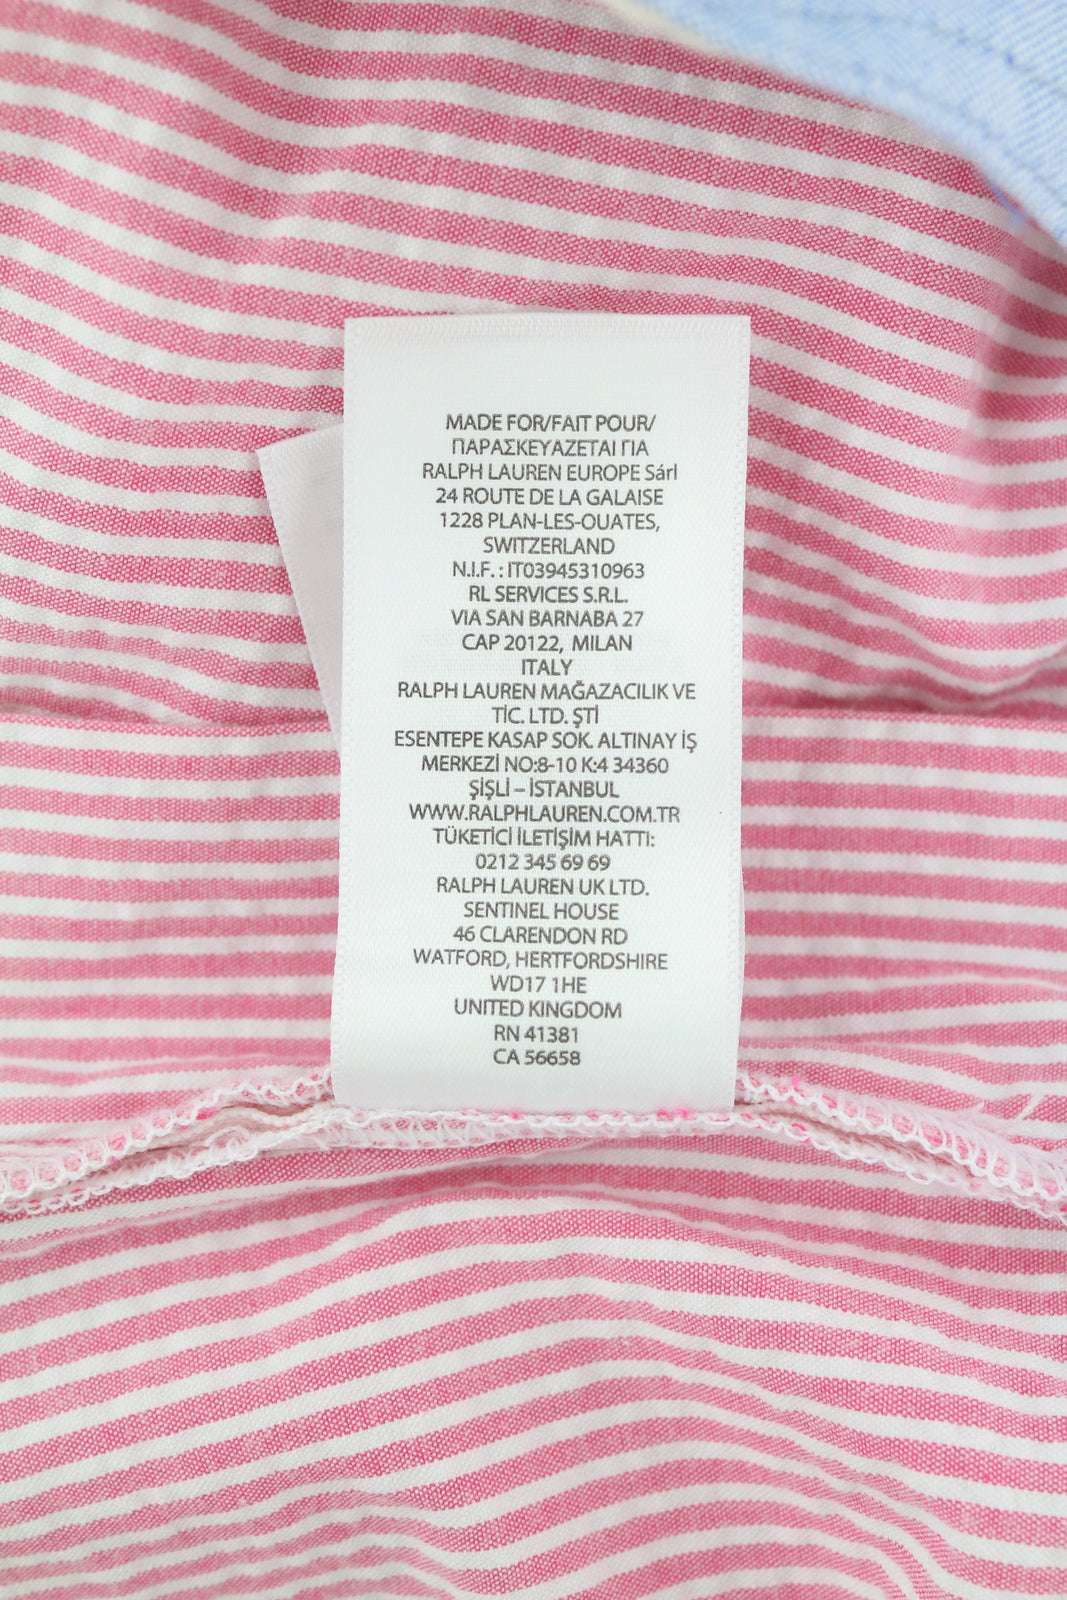 MADE FOR/FAIT POUR/
ΠΑΡΑΣΚΕΥΑΖΕΤΑΙ ΓΙΑ
RALPH LAUREN EUROPE Sárl
24 ROUTE DE LA GALAISE
1228 PLAN-LES-OUATES,
SWITZERLAND
N.I.F. : IT03945310963
RL SERVICES S.R.L.
VIA SAN BARNABA 27
CAP 20122, MILAN
ITALY
RALPH LAUREN MAĞAZACILIK VE
TİC. LTD. ŞTİ
ESENTEPE KASAP SOK. ALTINAY İŞ
MERKEZİ NO:8-10 K:4 34360
ŞİŞLİ – İSTANBUL
WWW.RALPHLAUREN.COM.TR
TÜKETİCİ İLETİŞİM HATTI:
0212 345 69 69
RALPH LAUREN UK LTD.
SENTINEL HOUSE
46 CLARENDON RD
WATFORD, HERTFORDSHIRE
WD17 1HE
UNITED KINGDOM
RN 41381
CA 56658